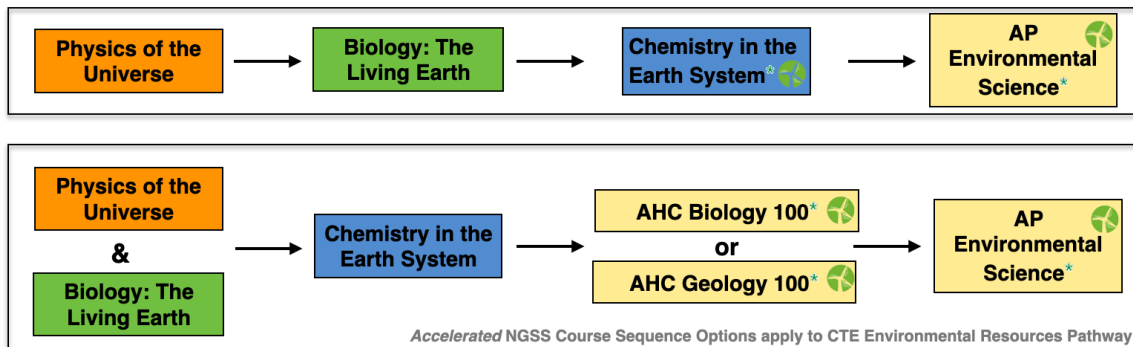 Physics of the
Universe
Biology: The
Living Earth
Chemistry in the
Earth System*
AP
Environmental
Science*
Physics of the
Universe
&
Biology: The
Living Earth
Chemistry in the
Earth System
AHC Biology 100*
or
AHC Geology 100*
AP
Environmental
Science*
Accelerated NGSS Course Sequence Options apply to CTE Environmental Resources Pathway